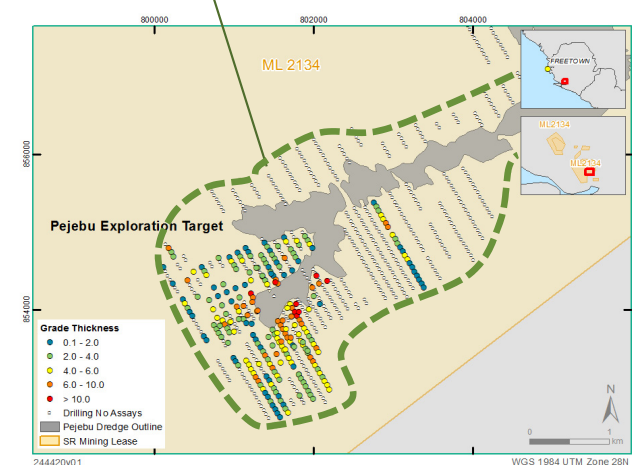 800000 802000 804000
ML 2134
FREETOWN
856000
ML2134
ML2134
Pejebu Exploration Target
854000
Grade Thickness
0.1 - 2.0
2.0 - 4.0
4.0 - 6.0
6.0 - 10.0
> 10.0
Drilling No Assays
Pejebu Dredge Outline
SR Mining Lease
N
0 1
km
244420v01
WGS 1984 UTM Zone 28N